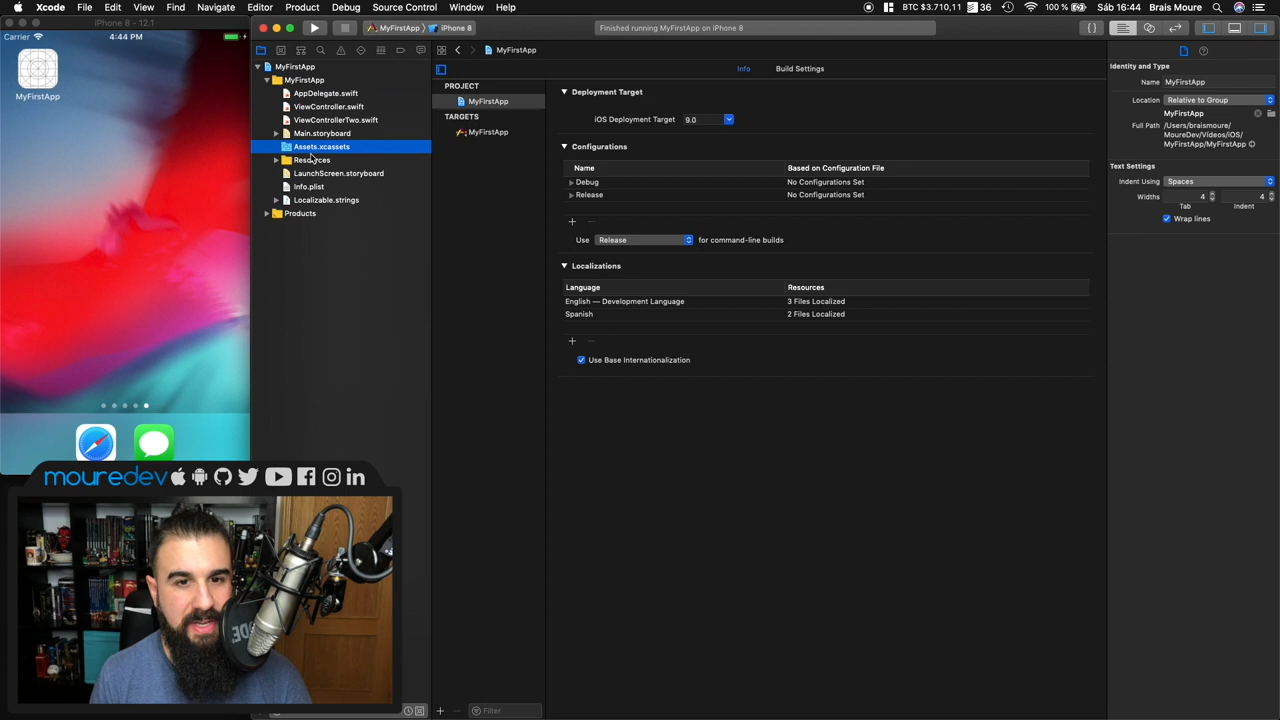 Xcode File Edit View Find Navigate Editor Product Debug Source Control Window Help
BTC $3.710,11 36 100% Sáb 16:44 Brais Moure
iPhone 8 - 12.1
MyFirstApp iPhone 8
Finished running MyFirstApp on iPhone 8
Carrier 4:44 PM
MyFirstApp
MyFirstApp
MyFirstApp
AppDelegate.swift
ViewController.swift
ViewControllerTwo.swift
Main.storyboard
Assets.xcassets
Resources
LaunchScreen.storyboard
Info.plist
Localizable.strings
Products
MyFirstApp
Info Build Settings
PROJECT
MyFirstApp
TARGETS
MyFirstApp
Deployment Target
iOS Deployment Target 9.0
Configurations
Name Based on Configuration File
Debug No Configurations Set
Release No Configurations Set
Use Release for command-line builds
Localizations
Language Resources
English — Development Language 3 Files Localized
Spanish 2 Files Localized
Use Base Internationalization
Filter
Identity and Type
Name MyFirstApp
Location Relative to Group
MyFirstApp
Full Path /Users/braismoure/
MoureDev/Vídeos/iOS/
MyFirstApp/MyFirstApp
Text Settings
Indent Using Spaces
Widths 4 4
Tab Indent
Wrap lines
mouredev